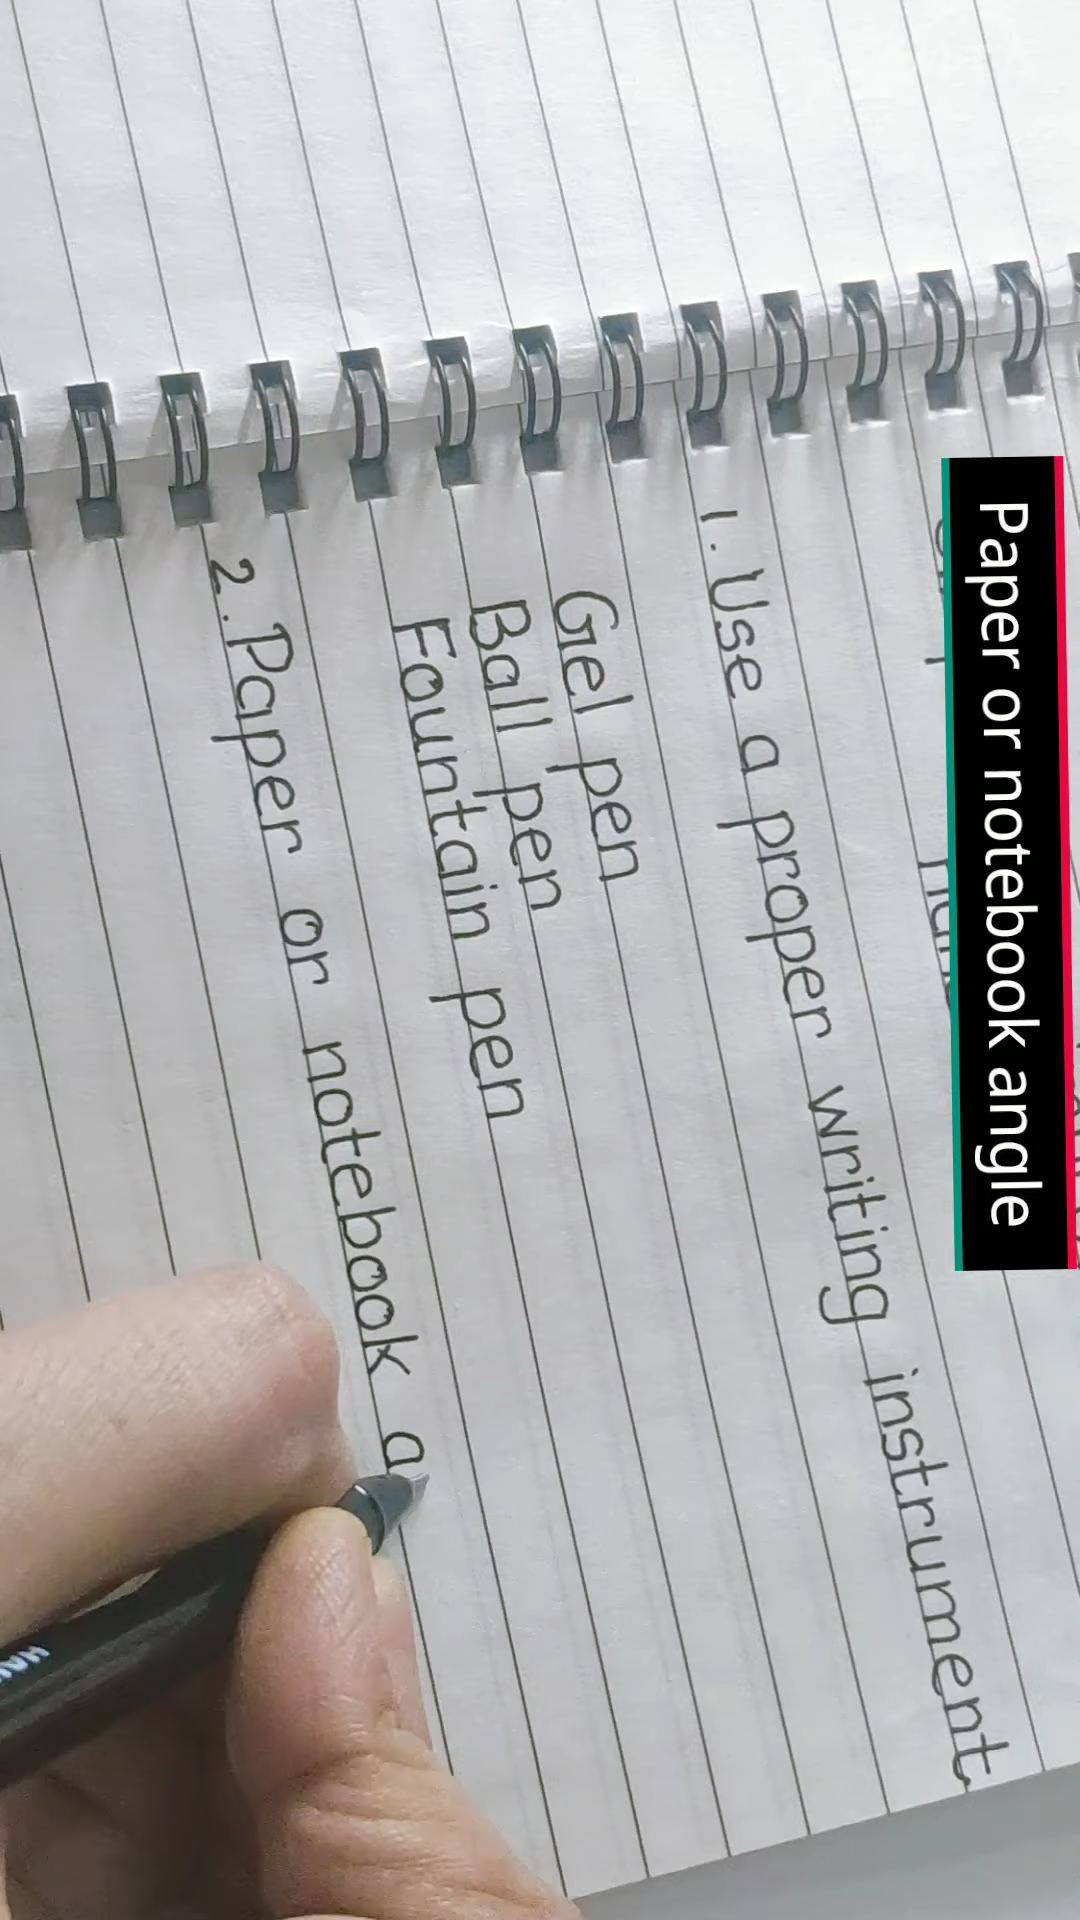 Paper or notebook angle
1. Use a proper writing instrument
Gel pen
Ball pen
Fountain pen
2. Paper or notebook a